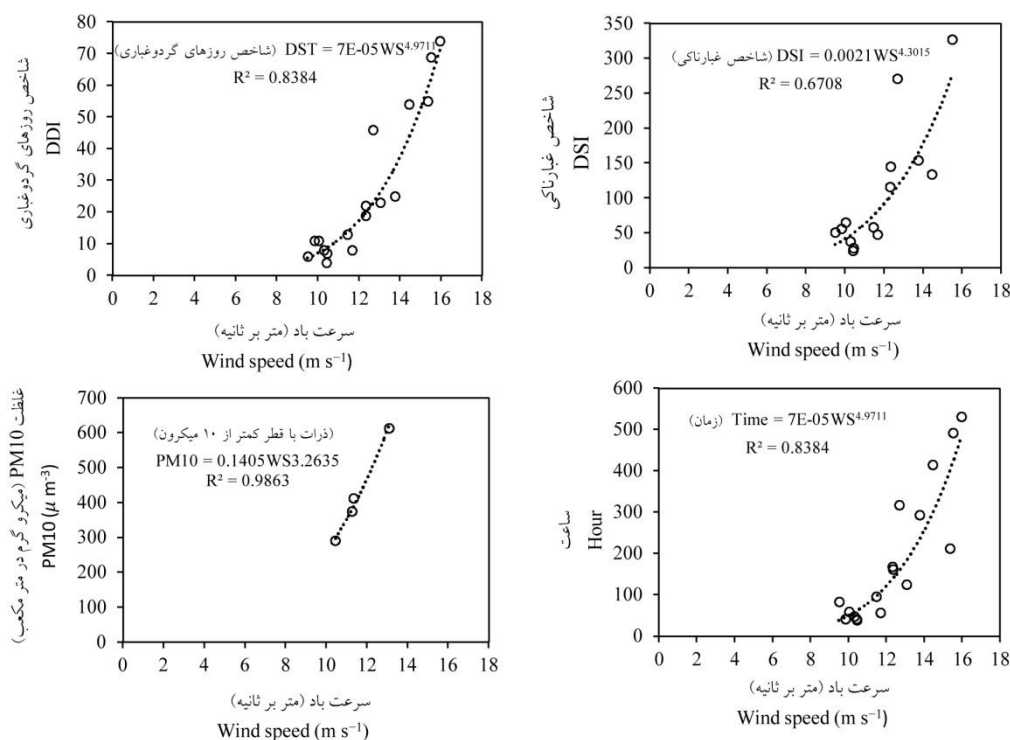 شاخص روزهای گردوغباری
DDI
80
70
60
50
40
30
20
10
0
(شاخص روزهای گردوغباری) DST = 7E-05WS^4.9711
R² = 0.8384
0 2 4 6 8 10 12 14 16 18
سرعت باد (متر بر ثانیه)
Wind speed (m s⁻¹)
شاخص غبارناکی
DSI
350
300
250
200
150
100
50
0
(شاخص غبارناکی) DSI = 0.0021WS^4.3015
R² = 0.6708
0 2 4 6 8 10 12 14 16 18
سرعت باد (متر بر ثانیه)
Wind speed (m s⁻¹)
غلظت PM10 (میکرو گرم در متر مکعب)
PM10 (μ m⁻³)
700
600
500
400
300
200
100
0
(ذرات با قطر کمتر از ۱۰ میکرون)
PM10 = 0.1405WS3.2635
R² = 0.9863
0 2 4 6 8 10 12 14 16 18
سرعت باد (متر بر ثانیه)
Wind speed (m s⁻¹)
ساعت
Hour
600
500
400
300
200
100
0
(زمان) Time = 7E-05WS^4.9711
R² = 0.8384
0 2 4 6 8 10 12 14 16 18
سرعت باد (متر بر ثانیه)
Wind speed (m s⁻¹)